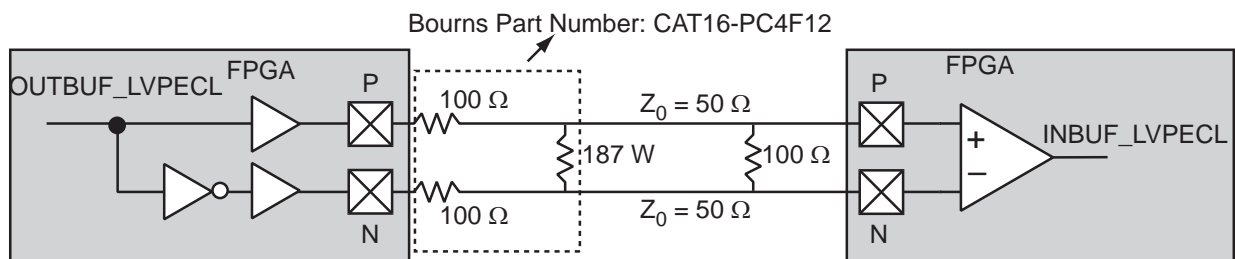 Bourns Part Number: CAT16-PC4F12
OUTBUF_LVPECL
FPGA
P
100 Ω
Z0 = 50 Ω
187 W
100 Ω
100 Ω
N
Z0 = 50 Ω
FPGA
P
+
−
INBUF_LVPECL
N